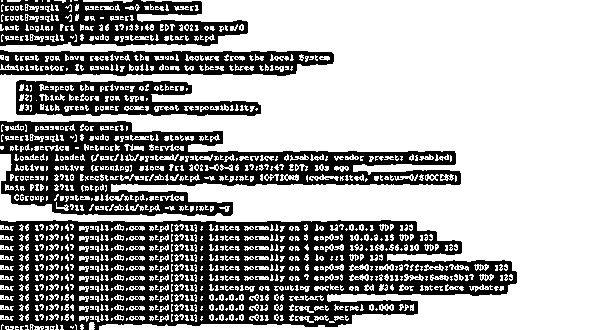 [root@mysql1 ~]# usermod -aG wheel user1
[root@mysql1 ~]# su - user1
Last login: Fri Mar 26 17:33:48 EDT 2021 on pts/0
[user1@mysql1 ~]$ sudo systemctl start ntpd
We trust you have received the usual lecture from the local System
Administrator. It usually boils down to these three things:
#1) Respect the privacy of others.
#2) Think before you type.
#3) With great power comes great responsibility.
[sudo] password for user1:
[user1@mysql1 ~]$ sudo systemctl status ntpd
● ntpd.service - Network Time Service
Loaded: loaded (/usr/lib/systemd/system/ntpd.service; disabled; vendor preset: disabled)
Active: active (running) since Fri 2021-03-26 17:37:47 EDT; 10s ago
Process: 2710 ExecStart=/usr/sbin/ntpd -u ntp:ntp $OPTIONS (code=exited, status=0/SUCCESS)
Main PID: 2711 (ntpd)
CGroup: /system.slice/ntpd.service
└─2711 /usr/sbin/ntpd -u ntp:ntp -g
Mar 26 17:37:47 mysql1.db.com ntpd[2711]: Listen normally on 2 lo 127.0.0.1 UDP 123
Mar 26 17:37:47 mysql1.db.com ntpd[2711]: Listen normally on 3 enp0s3 10.0.2.15 UDP 123
Mar 26 17:37:47 mysql1.db.com ntpd[2711]: Listen normally on 4 enp0s8 192.168.56.210 UDP 123
Mar 26 17:37:47 mysql1.db.com ntpd[2711]: Listen normally on 5 lo ::1 UDP 123
Mar 26 17:37:47 mysql1.db.com ntpd[2711]: Listen normally on 6 enp0s8 UDP 123
Mar 26 17:37:47 mysql1.db.com ntpd[2711]: Listen normally on 7 enp0s3 UDP 123
Mar 26 17:37:47 mysql1.db.com ntpd[2711]: Listening on routing socket on fd #24 for interface updates
Mar 26 17:37:54 mysql1.db.com ntpd[2711]: 0.0.0.0 c016 06 restart
Mar 26 17:37:54 mysql1.db.com ntpd[2711]: 0.0.0.0 c012 02 freq_set kernel 0.000 PPM
Mar 26 17:37:54 mysql1.db.com ntpd[2711]: 0.0.0.0 c011 01 freq_not_set
[user1@mysql1 ~]$